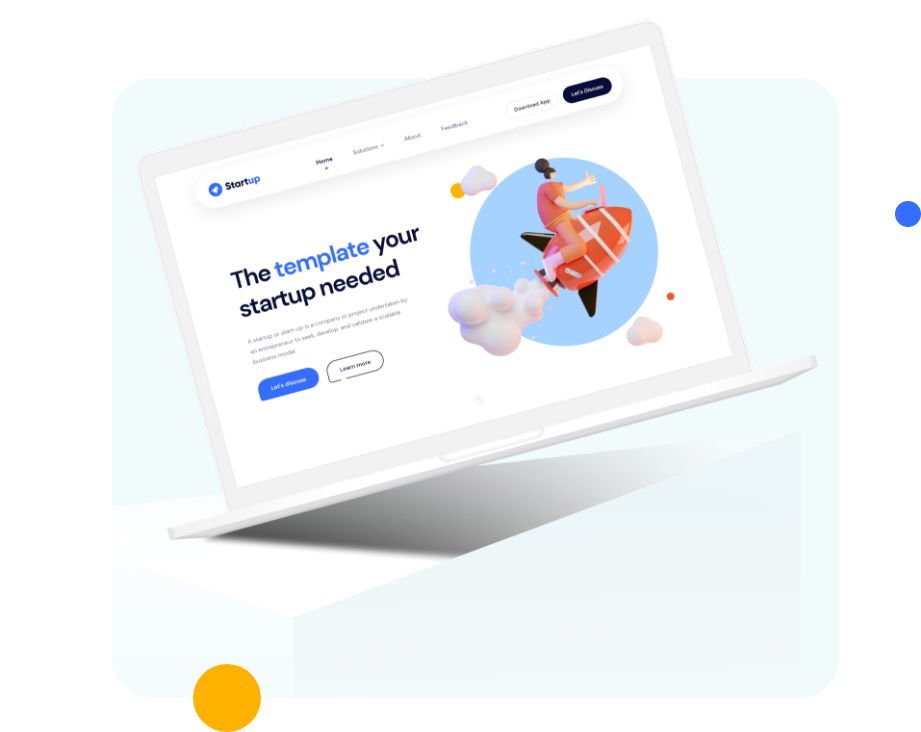 Startup
Home
Solutions
About
Feedback
Download App
Let's Discuss
The template your
startup needed
A startup or start-up is a company or project undertaken by
an entrepreneur to seek, develop, and validate a scalable
business model.
Let's discuss
Learn more